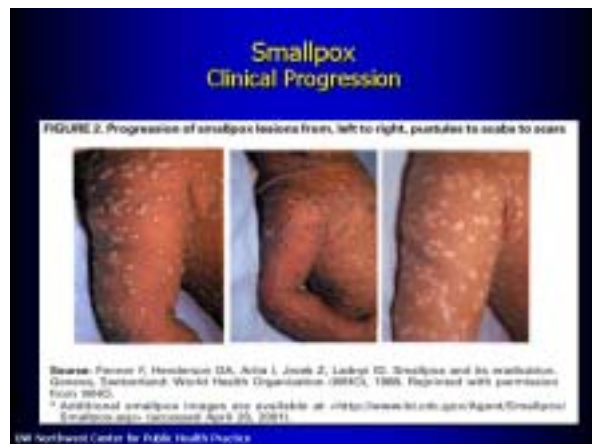 Smallpox
Clinical Progression
FIGURE 2. Progression of smallpox lesions from, left to right, pustules to scabs to scars
Source: Fenner F, Henderson DA, Arita I, Jezek Z, Ladnyi ID. Smallpox and its eradication.
Geneva, Switzerland: World Health Organization (WHO), 1988. Reprinted with permission
from WHO.
* Additional smallpox images are available at
(accessed April 20, 2001).
UW Northwest Center for Public Health Practice